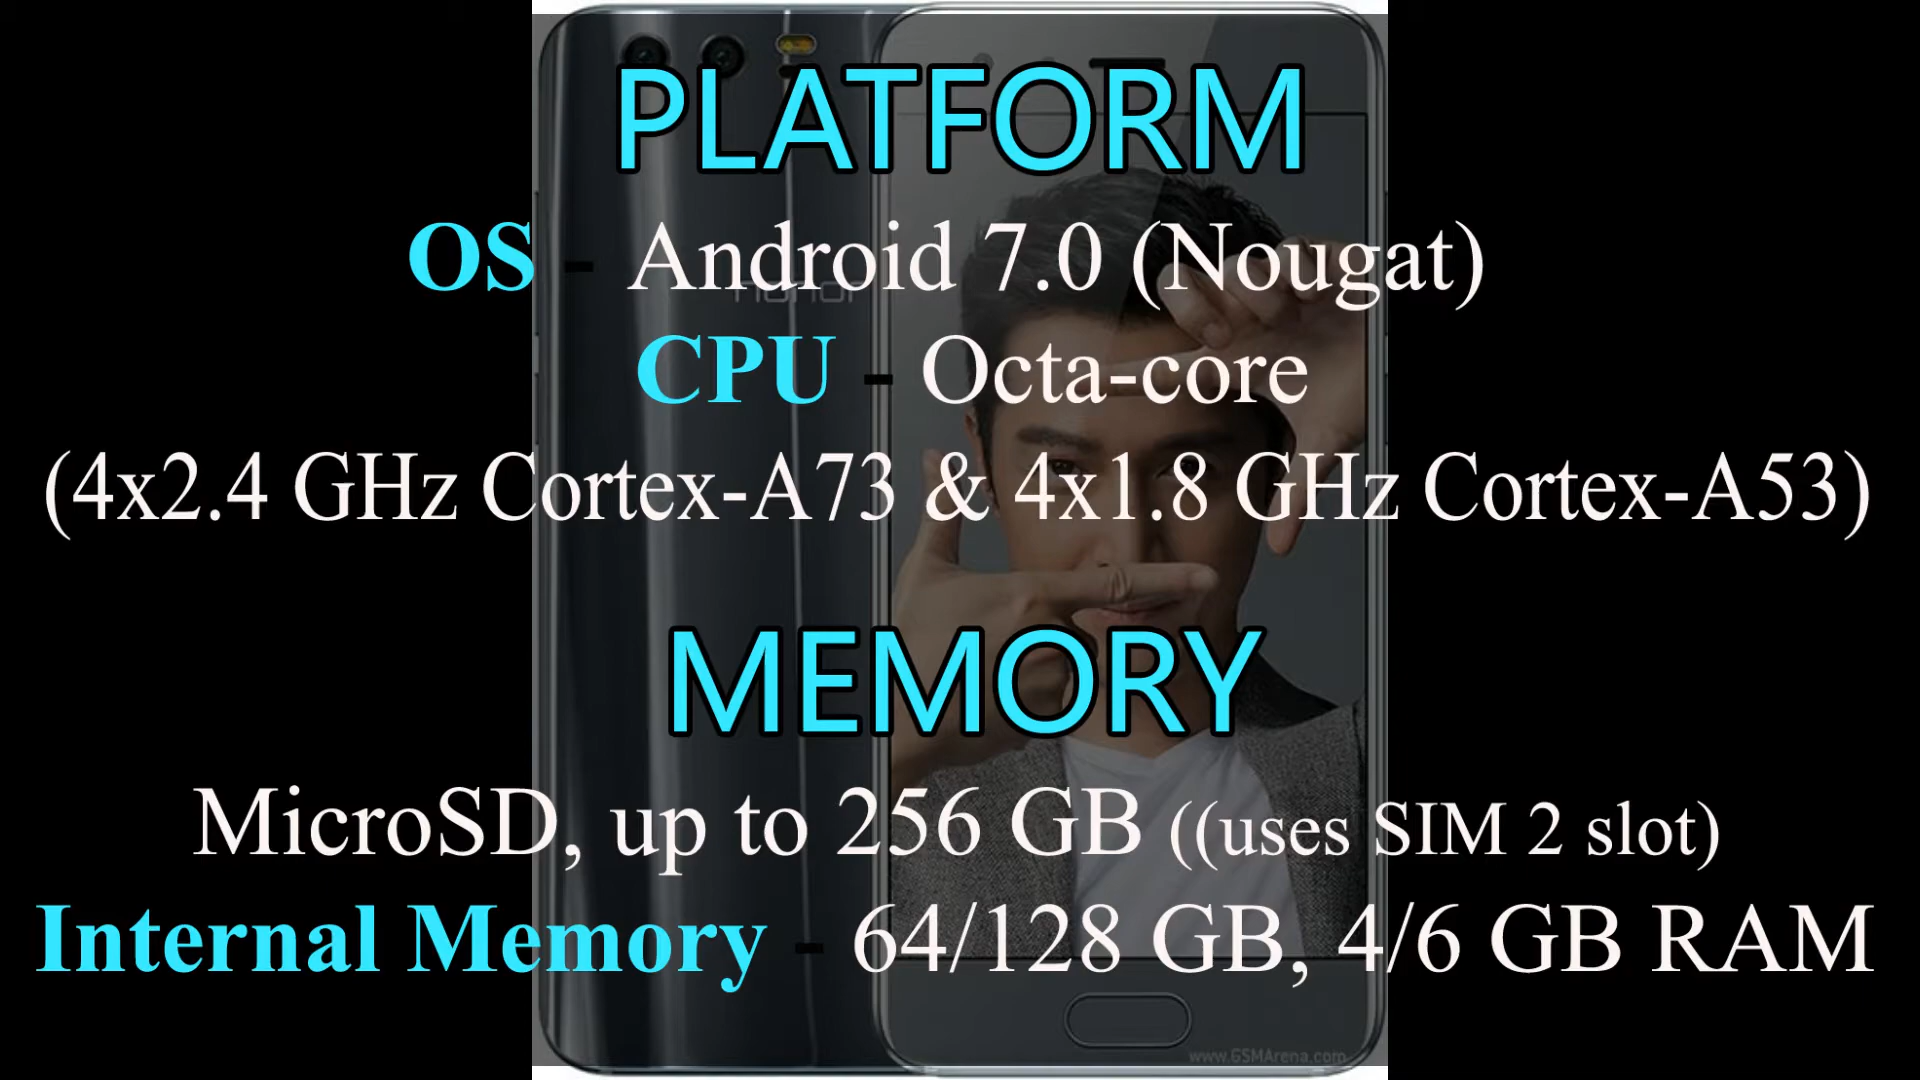 PLATFORM
OS - Android 7.0 (Nougat)
honor
CPU - Octa-core
(4x2.4 GHz Cortex-A73 & 4x1.8 GHz Cortex-A53)
MEMORY
MicroSD, up to 256 GB ((uses SIM 2 slot)
Internal Memory - 64/128 GB, 4/6 GB RAM
www.GSMArena.com